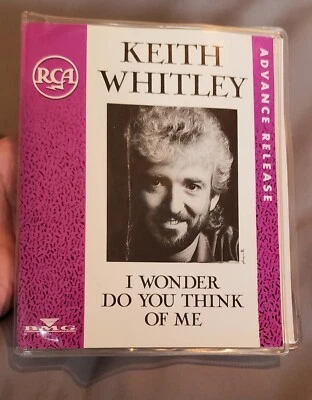 KEITH
WHITLEY
RCA
ADVANCE RELEASE
I WONDER
DO YOU THINK
OF ME
BMG